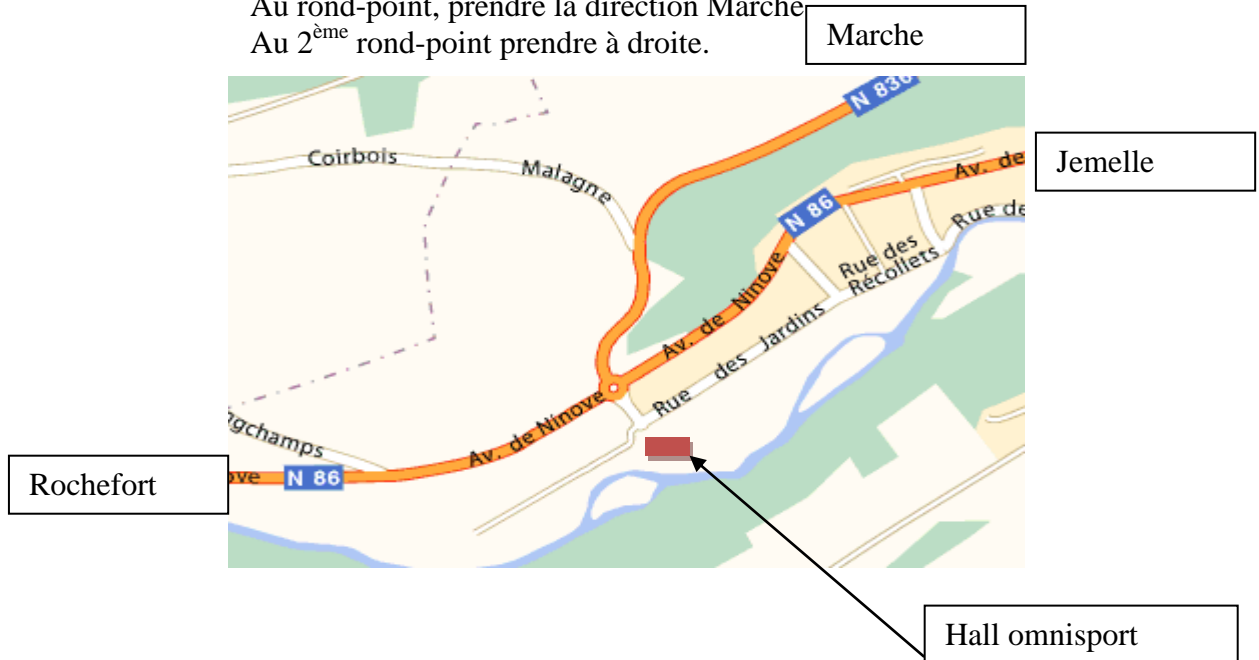 Au rond-point, prendre la direction Marche
Au 2ème rond-point prendre à droite.
Marche
N 836
Coirbois
Malagne
Jemelle
Av. de
N 86
Rue de
Rue des
Récollets
Av. de Ninove
Rue des Jardins
Av. de Ninove
ngchamps
Rochefort
ove
N 86
Hall omnisport